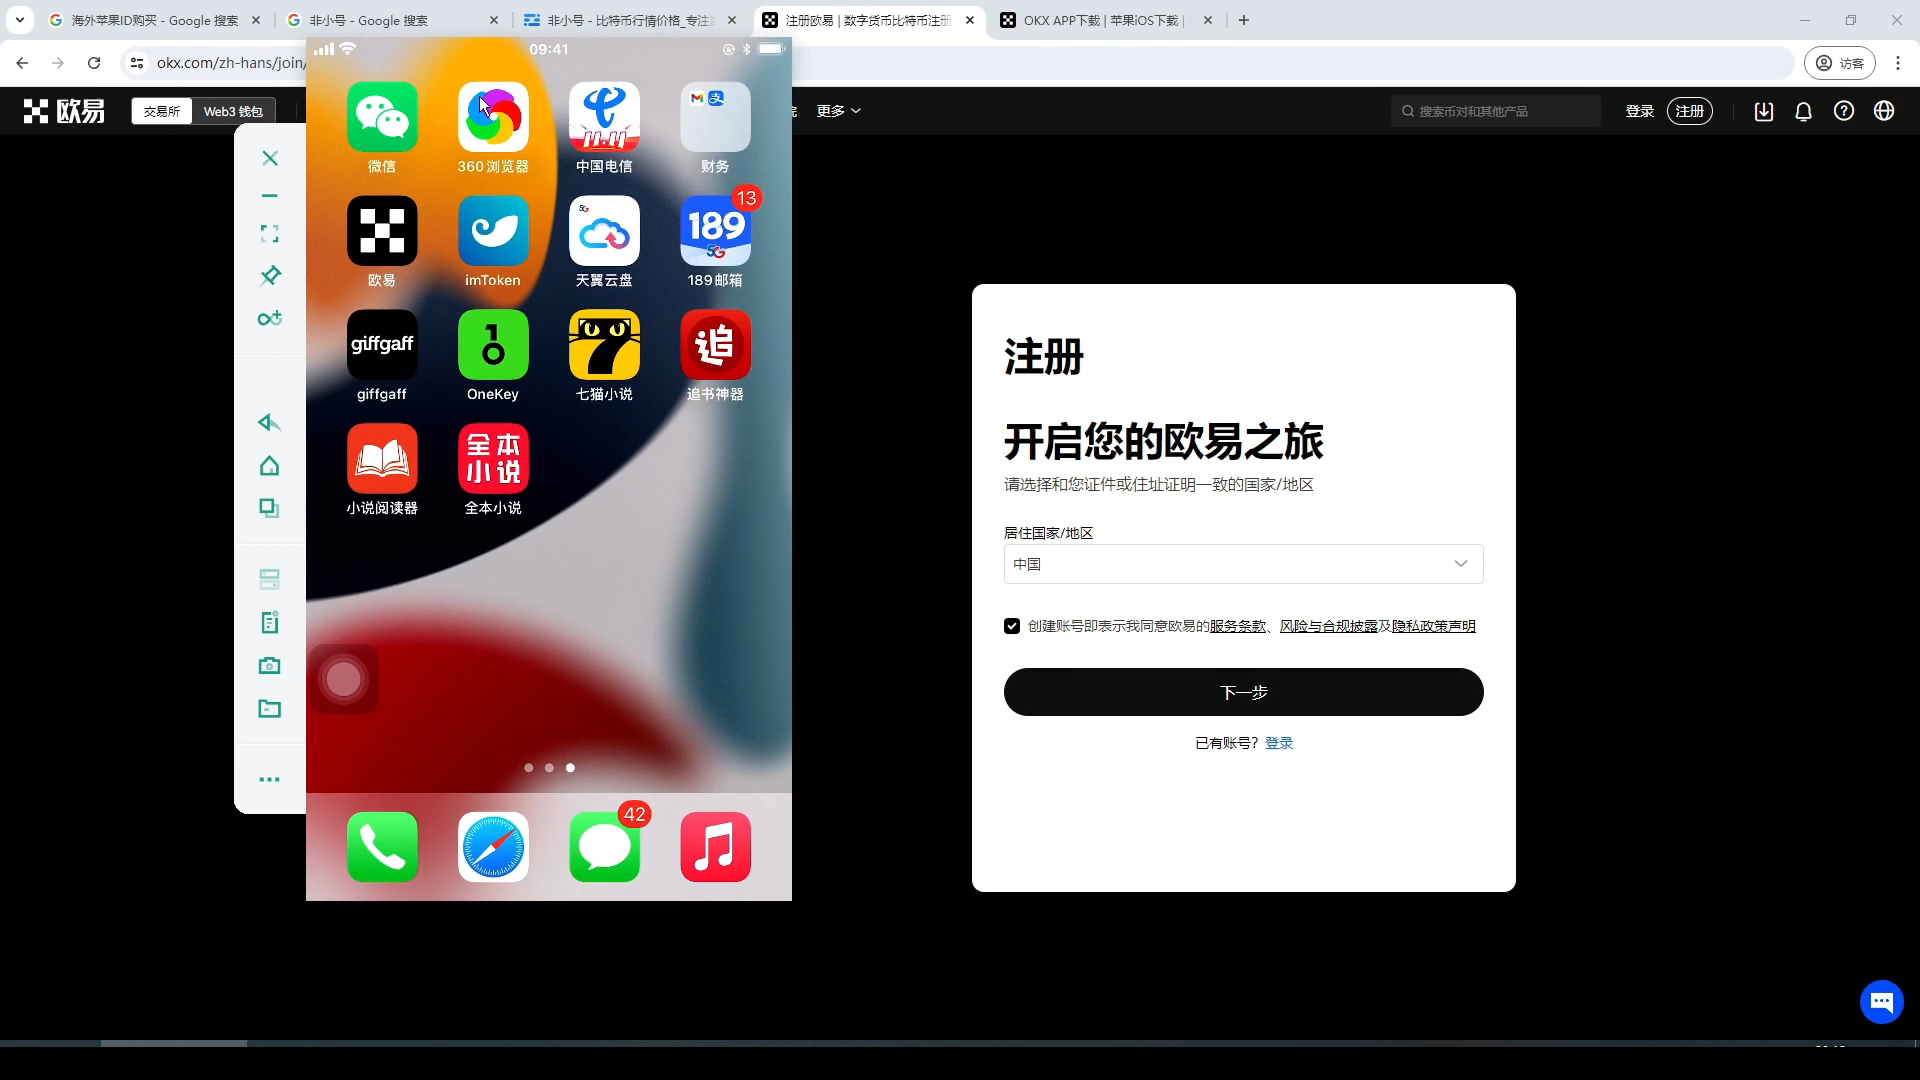 海外苹果ID购买 - Google 搜索
非小号 - Google 搜索
非小号 - 比特币行情价格_专注
注册欧易 | 数字货币比特币注册
OKX APP下载 | 苹果iOS下载 |
okx.com/zh-hans/join/
访客
欧易
交易所
Web3 钱包
更多
搜索币对和其他产品
登录
注册
09:41
微信
360浏览器
11.11
中国电信
财务
欧易
imToken
5G
天翼云盘
13
189
5G
189邮箱
giffgaff
giffgaff
OneKey
七猫小说
追
追书神器
小说阅读器
全本
小说
全本小说
42
注册
开启您的欧易之旅
请选择和您证件或住址证明一致的国家/地区
居住国家/地区
中国
创建账号即表示我同意欧易的服务条款、风险与合规披露及隐私政策声明
下一步
已有账号? 登录